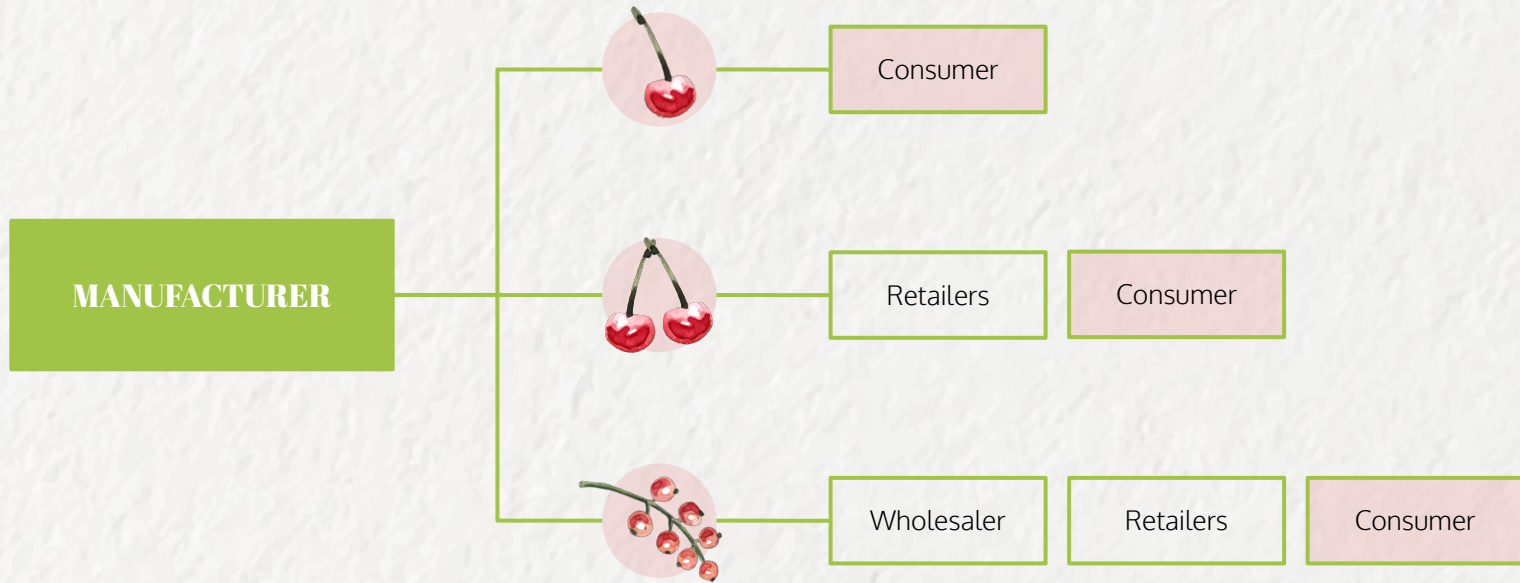 Consumer
MANUFACTURER
Retailers
Consumer
Wholesaler
Retailers
Consumer